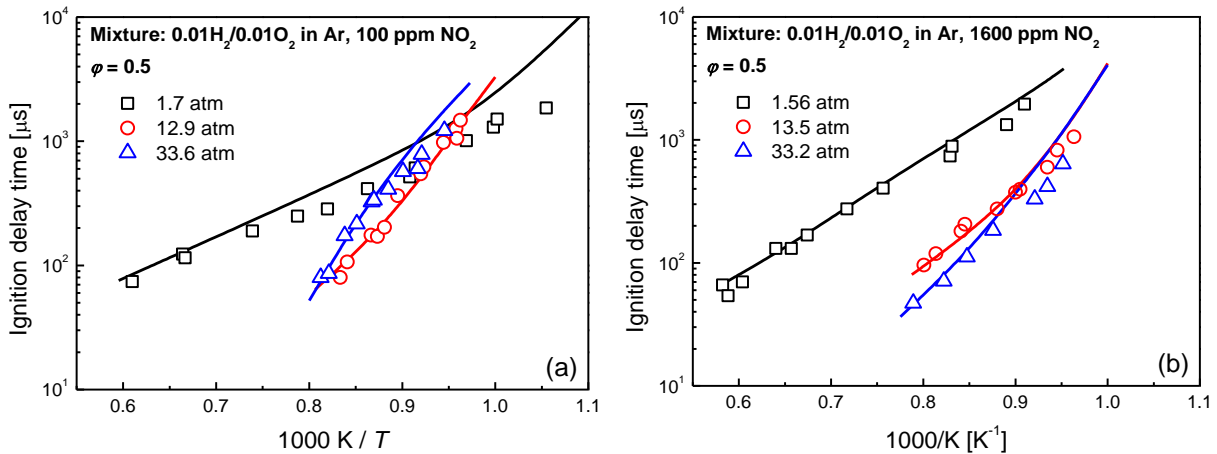 Mixture: 0.01H₂/0.01O₂ in Ar, 100 ppm NO₂
φ = 0.5
1.7 atm
12.9 atm
33.6 atm
Ignition delay time [μs]
10⁴
10³
10²
10¹
0.6 0.7 0.8 0.9 1.0 1.1
1000 K / T
(a)
Mixture: 0.01H₂/0.01O₂ in Ar, 1600 ppm NO₂
φ = 0.5
1.56 atm
13.5 atm
33.2 atm
Ignition delay time [μs]
10⁴
10³
10²
10¹
0.6 0.7 0.8 0.9 1.0 1.1
1000/K [K⁻¹]
(b)